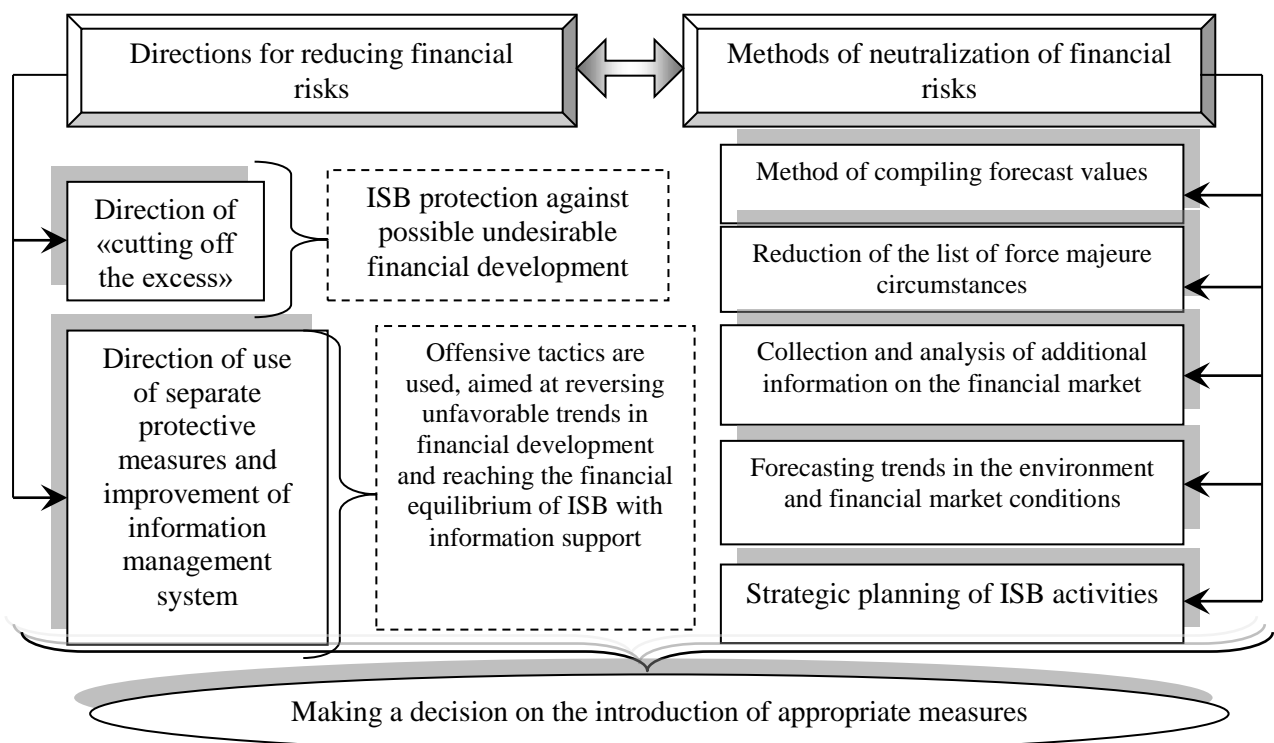 Directions for reducing financial
risks
Methods of neutralization of financial
risks
Direction of
«cutting off
the excess»
ISB protection against
possible undesirable
financial development
Direction of use
of separate
protective
measures and
improvement of
information
management
system
Offensive tactics are
used, aimed at reversing
unfavorable trends in
financial development
and reaching the financial
equilibrium of ISB with
information support
Method of compiling forecast values
Reduction of the list of force majeure
circumstances
Collection and analysis of additional
information on the financial market
Forecasting trends in the environment
and financial market conditions
Strategic planning of ISB activities
Making a decision on the introduction of appropriate measures